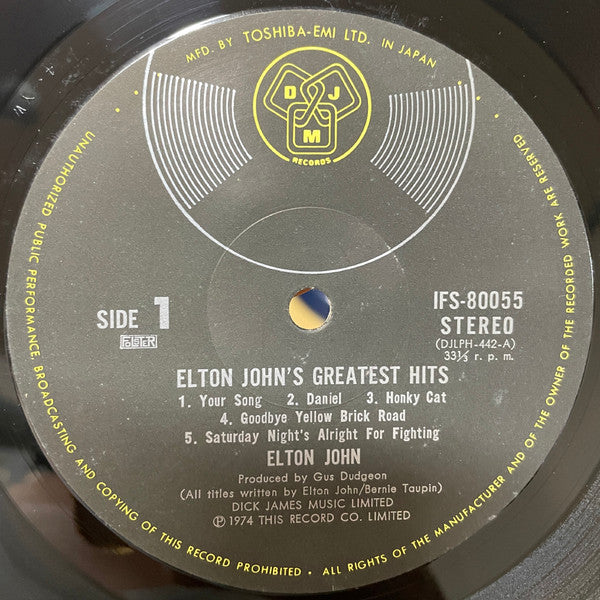 MFD. BY TOSHIBA-EMI LTD. IN JAPAN
UNAUTHORIZED PUBLIC PERFORMANCE, BROADCASTING AND COPYING OF THIS RECORD PROHIBITED • ALL RIGHTS OF THE MANUFACTURER AND OF THE OWNER OF THE RECORDED WORK ARE RESERVED
D J
M
RECORDS
SIDE 1
IFS-80055
STEREO
(DJLPH-442-A)
33⅓ r. p. m.
ELTON JOHN'S GREATEST HITS
1. Your Song 2. Daniel 3. Honky Cat
4. Goodbye Yellow Brick Road
5. Saturday Night's Alright For Fighting
ELTON JOHN
Produced by Gus Dudgeon
(All titles written by Elton John/Bernie Taupin)
DICK JAMES MUSIC LIMITED
Ⓟ 1974 THIS RECORD CO. LIMITED